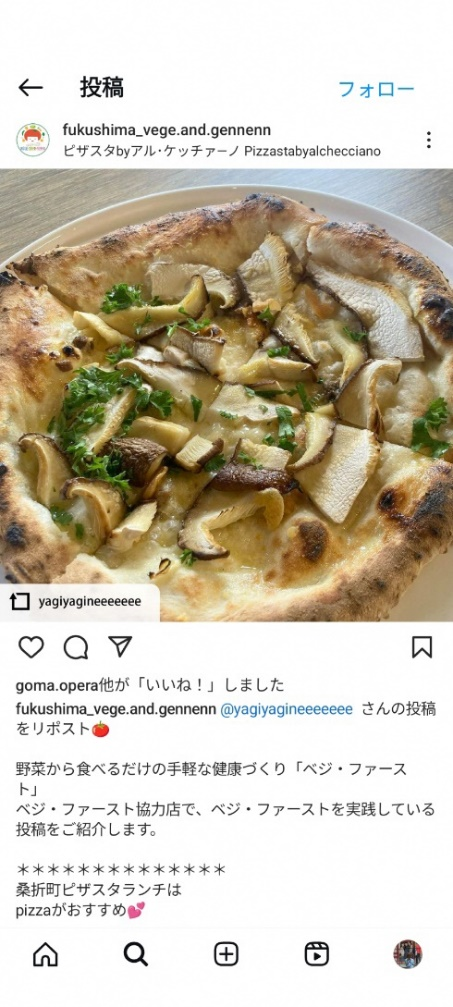 投稿
フォロー
fukushima_vege.and.gennenn
ピザスタbyアル・ケッチァーノ Pizzastabyalchecciano
yagiyagineeeeeee
goma.opera他が「いいね！」しました
fukushima_vege.and.gennenn @yagiyagineeeeeee さんの投稿
をリポスト🍅
野菜から食べるだけの手軽な健康づくり「ベジ・ファース
ト」
ベジ・ファースト協力店で、ベジ・ファーストを実践している
投稿をご紹介します。
＊＊＊＊＊＊＊＊＊＊＊＊＊＊
桑折町ピザスタランチは
pizzaがおすすめ💕